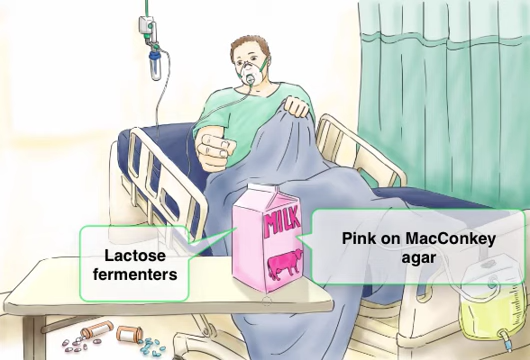 MILK
Lactose
fermenters
Pink on MacConkey
agar